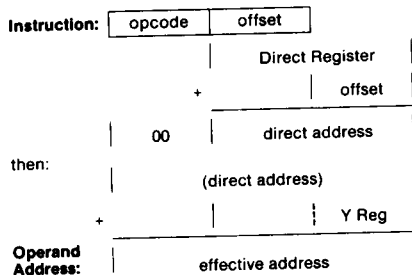 Instruction: opcode offset
Direct Register
+ offset
00 direct address
then:
(direct address)
+ Y Reg
Operand
Address: effective address